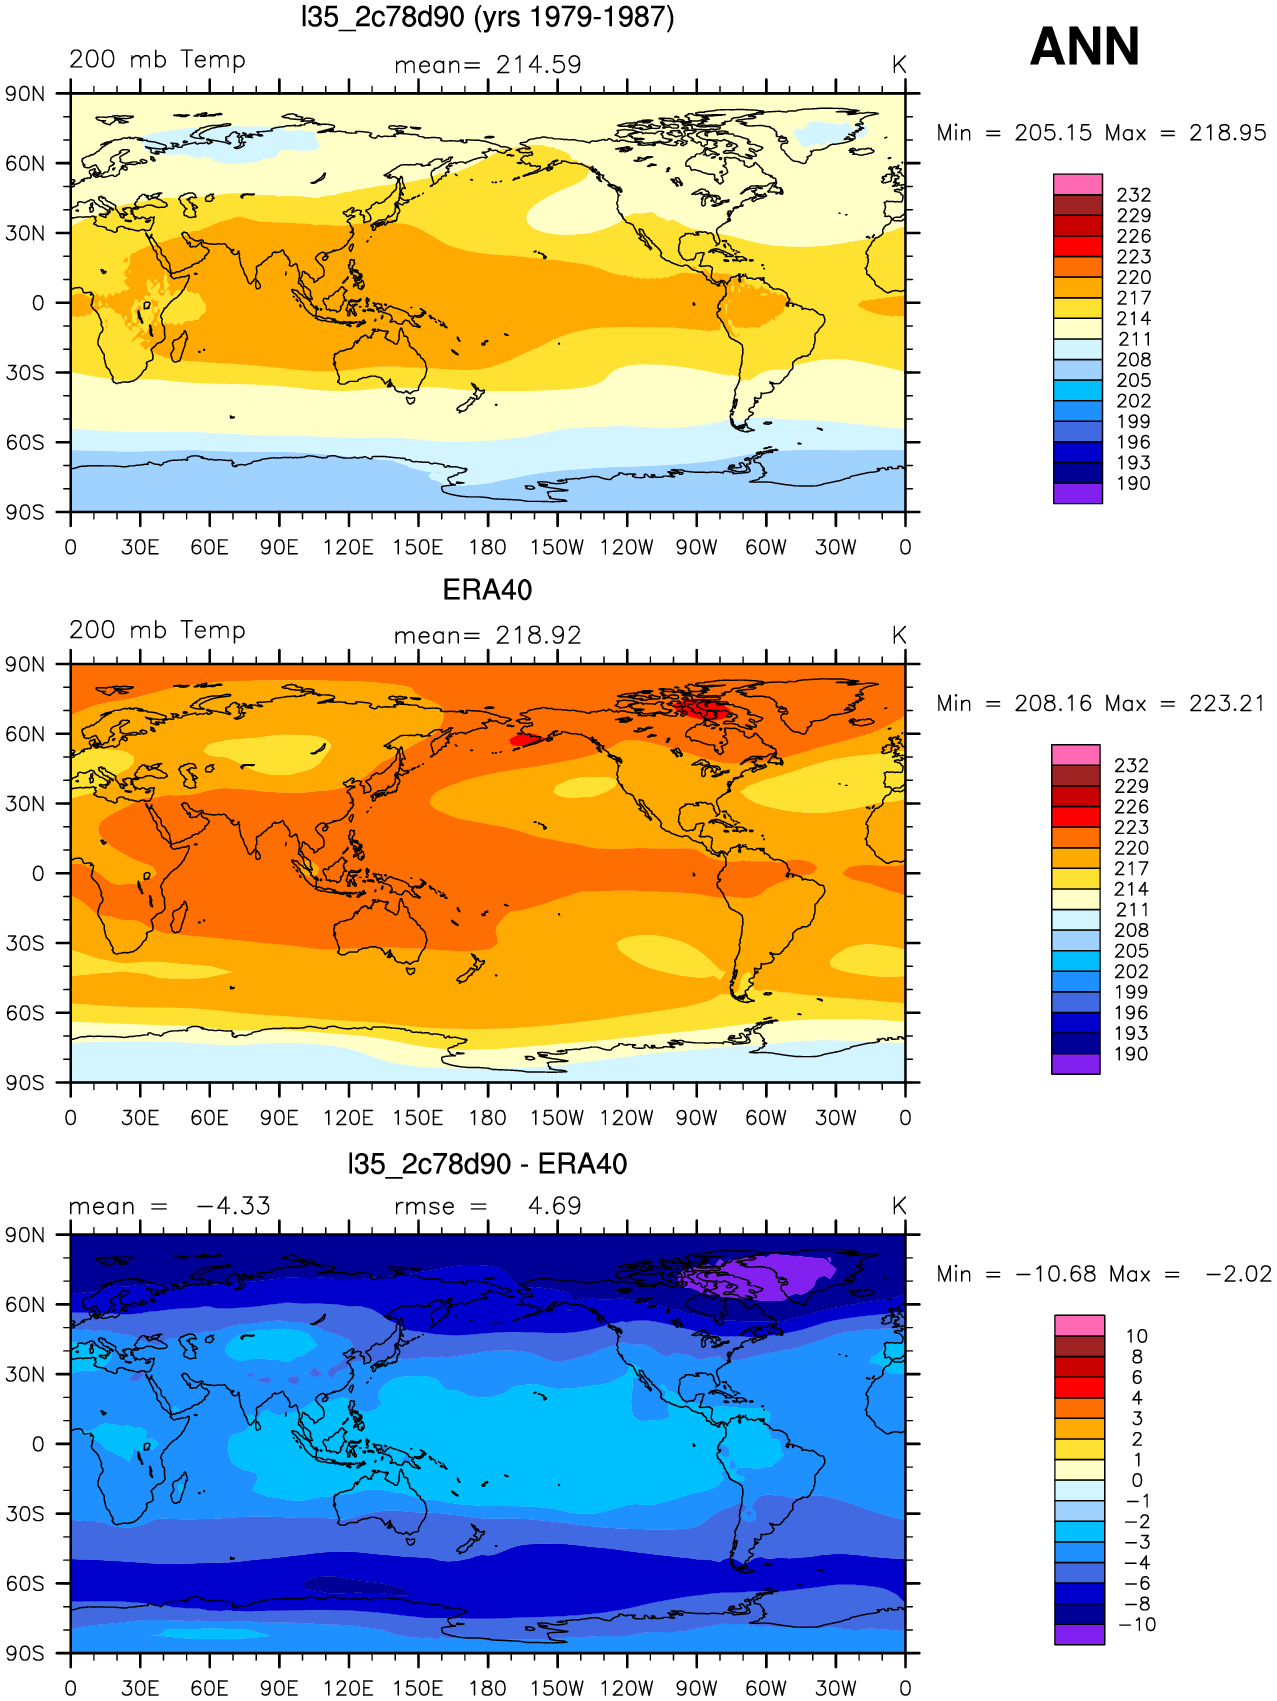 l35_2c78d90 (yrs 1979-1987)
ANN
200 mb Temp mean= 214.59 K
Min = 205.15 Max = 218.95
90N
60N
30N
0
30S
60S
90S
0 30E 60E 90E 120E 150E 180 150W 120W 90W 60W 30W 0
232
229
226
223
220
217
214
211
208
205
202
199
196
193
190
ERA40
200 mb Temp mean= 218.92 K
Min = 208.16 Max = 223.21
90N
60N
30N
0
30S
60S
90S
0 30E 60E 90E 120E 150E 180 150W 120W 90W 60W 30W 0
232
229
226
223
220
217
214
211
208
205
202
199
196
193
190
l35_2c78d90 - ERA40
mean = −4.33 rmse = 4.69 K
Min = −10.68 Max = −2.02
90N
60N
30N
0
30S
60S
90S
0 30E 60E 90E 120E 150E 180 150W 120W 90W 60W 30W 0
10
8
6
4
3
2
1
0
−1
−2
−3
−4
−6
−8
−10